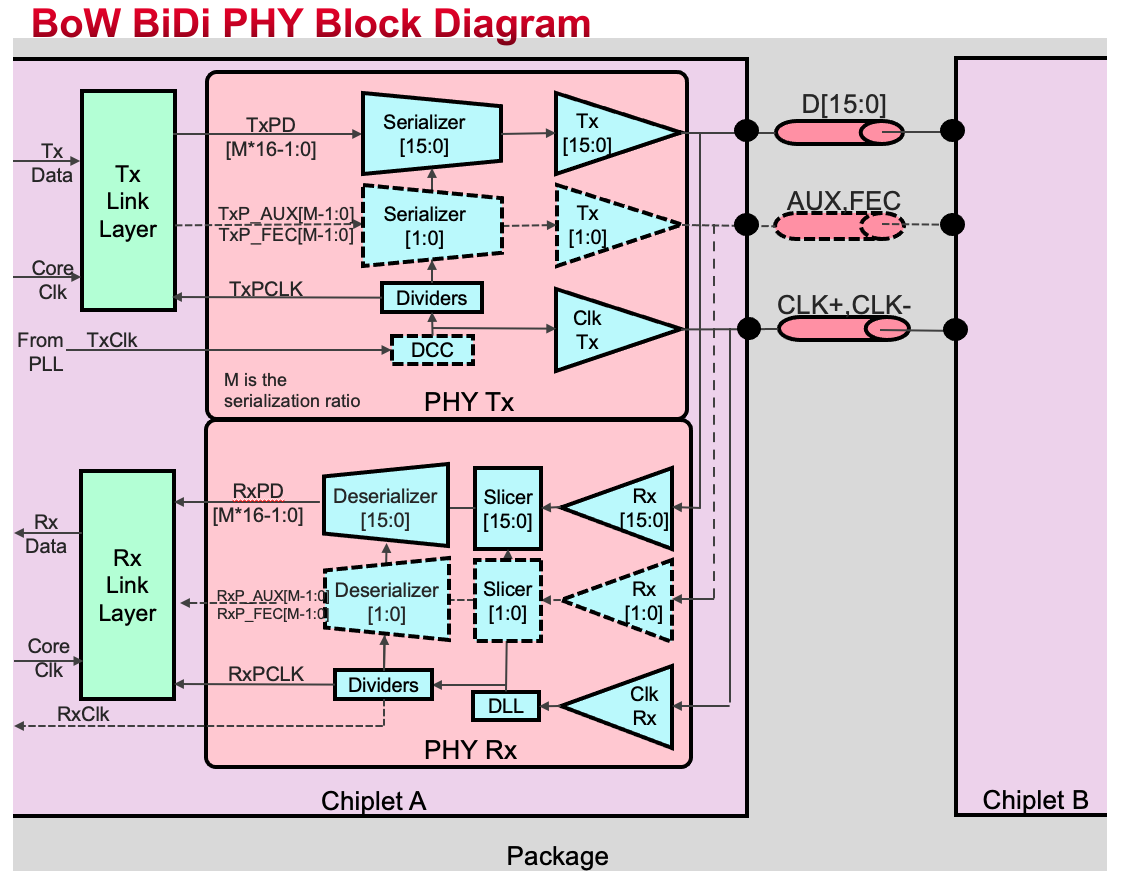 BoW BiDi PHY Block Diagram
D[15:0]
TxPD
[M*16-1:0]
Serializer
[15:0]
Tx
[15:0]
Tx
Data
Tx
Link
Layer
TxP_AUX[M-1:0]
TxP_FEC[M-1:0]
Serializer
[1:0]
Tx
[1:0]
AUX,FEC
Core
Clk
TxPCLK
Dividers
Clk
Tx
CLK+,CLK-
From
PLL
TxClk
DCC
M is the
serialization ratio
PHY Tx
RxPD
[M*16-1:0]
Deserializer
[15:0]
Slicer
[15:0]
Rx
[15:0]
Rx
Data
Rx
Link
Layer
RxP_AUX[M-1:0]
RxP_FEC[M-1:0]
Deserializer
[1:0]
Slicer
[1:0]
Rx
[1:0]
Core
Clk
RxPCLK
Dividers
DLL
Clk
Rx
RxClk
PHY Rx
Chiplet A
Chiplet B
Package